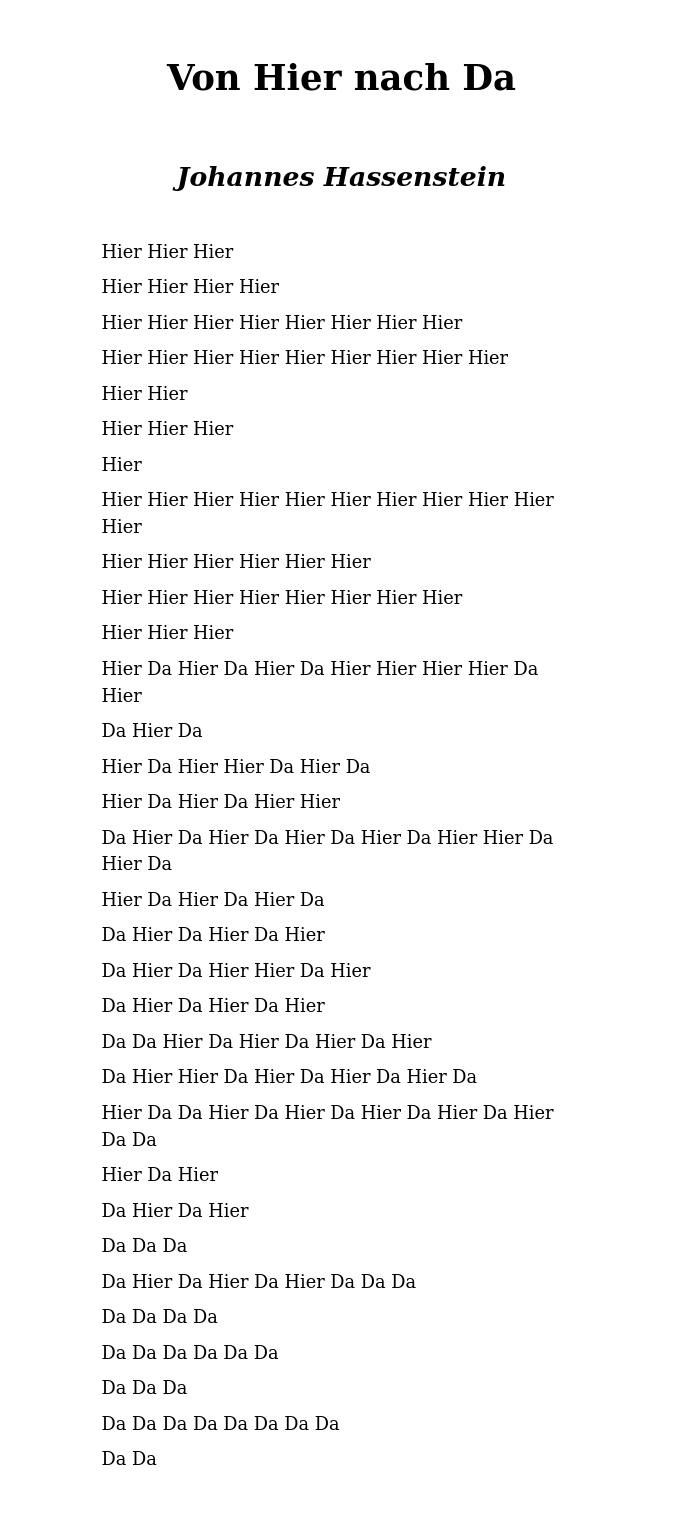 Von Hier nach Da
Johannes Hassenstein
Hier Hier Hier
Hier Hier Hier Hier
Hier Hier Hier Hier Hier Hier Hier Hier
Hier Hier Hier Hier Hier Hier Hier Hier Hier
Hier Hier
Hier Hier Hier
Hier
Hier Hier Hier Hier Hier Hier Hier Hier Hier Hier
Hier
Hier Hier Hier Hier Hier Hier
Hier Hier Hier Hier Hier Hier Hier Hier
Hier Hier Hier
Hier Da Hier Da Hier Da Hier Hier Hier Hier Da
Hier
Da Hier Da
Hier Da Hier Hier Da Hier Da
Hier Da Hier Da Hier Hier
Da Hier Da Hier Da Hier Da Hier Da Hier Hier Da
Hier Da
Hier Da Hier Da Hier Da
Da Hier Da Hier Da Hier
Da Hier Da Hier Hier Da Hier
Da Hier Da Hier Da Hier
Da Da Hier Da Hier Da Hier Da Hier
Da Hier Hier Da Hier Da Hier Da Hier Da
Hier Da Da Hier Da Hier Da Hier Da Hier Da Hier
Da Da
Hier Da Hier
Da Hier Da Hier
Da Da Da
Da Hier Da Hier Da Hier Da Da Da
Da Da Da Da
Da Da Da Da Da Da
Da Da Da
Da Da Da Da Da Da Da Da
Da Da